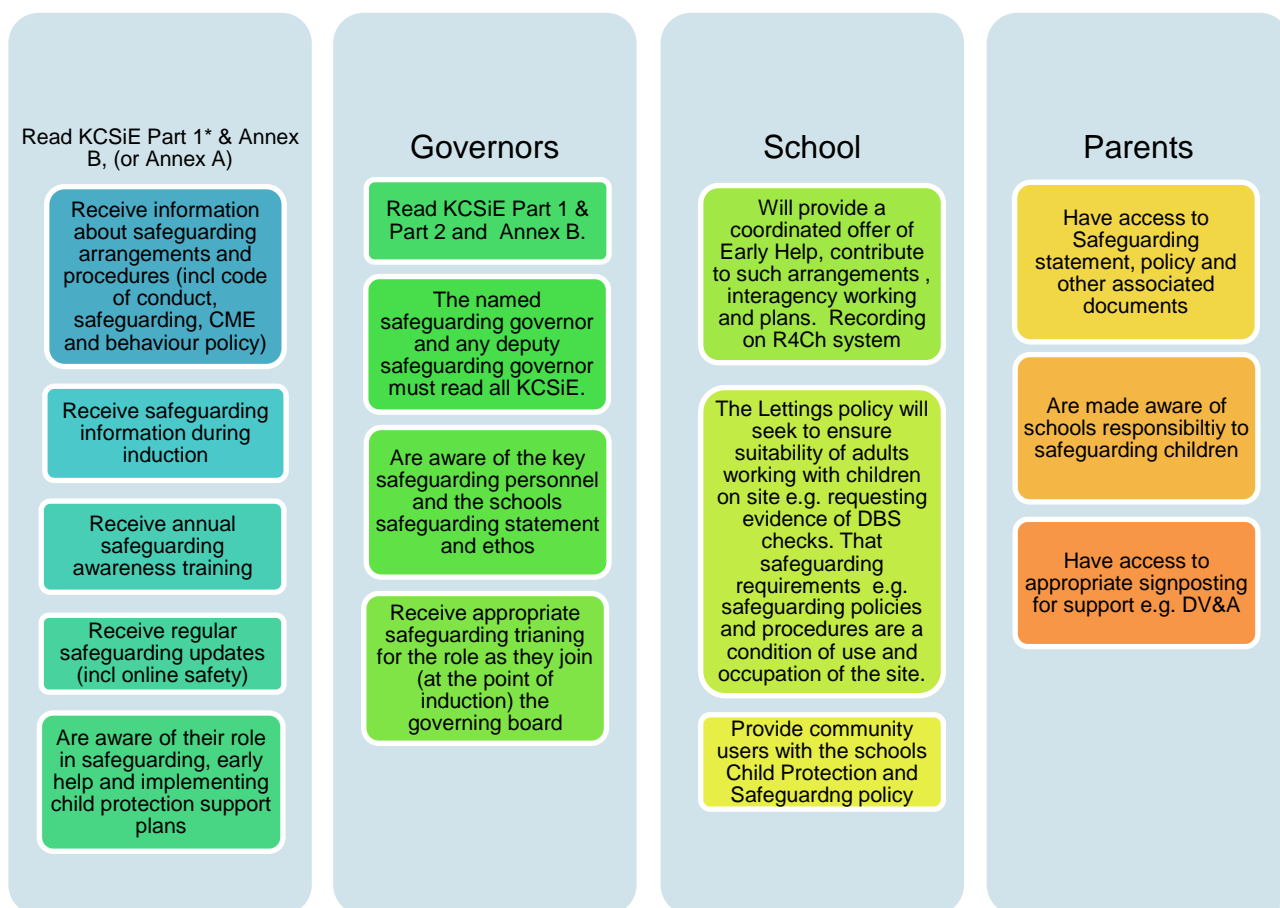 Read KCSiE Part 1* & Annex
B, (or Annex A)
Receive information
about safeguarding
arrangements and
procedures (incl code
of conduct,
safeguarding, CME
and behaviour policy)
Receive safeguarding
information during
induction
Receive annual
safeguarding
awareness training
Receive regular
safeguarding updates
(incl online safety)
Are aware of their role
in safeguarding, early
help and implementing
child protection support
plans
Governors
Read KCSiE Part 1 &
Part 2 and  Annex B.
The named
safeguarding governor
and any deputy
safeguarding governor
must read all KCSiE.
Are aware of the key
safeguarding personnel
and the schools
safeguarding statement
and ethos
Receive appropriate
safeguarding trianing
for the role as they join
(at the point of
induction) the
governing board
School
Will provide a
coordinated offer of
Early Help, contribute
to such arrangements ,
interagency working
and plans.  Recording
on R4Ch system
The Lettings policy will
seek to ensure
suitability of adults
working with children
on site e.g. requesting
evidence of DBS
checks. That
safeguarding
requirements  e.g.
safeguarding policies
and procedures are a
condition of use and
occupation of the site.
Provide community
users with the schools
Child Protection and
Safeguardng policy
Parents
Have access to
Safeguarding
statement, policy and
other associated
documents
Are made aware of
schools responsibiltiy to
safeguarding children
Have access to
appropriate signposting
for support e.g. DV&A